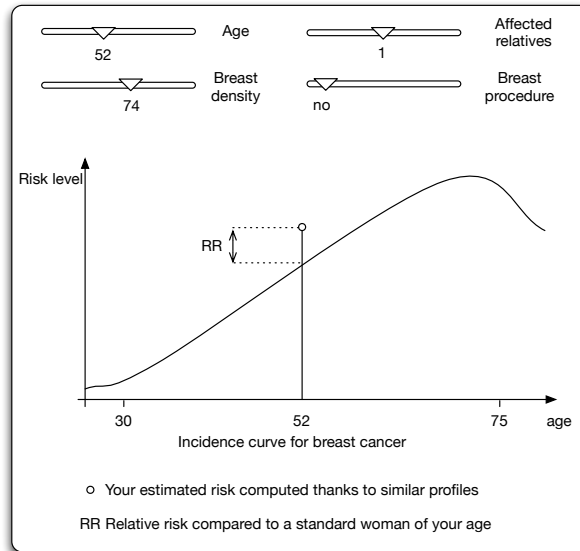 Age
52
Affected
relatives
1
Breast
density
74
Breast
procedure
no
Risk level
RR
30
52
75
age
Incidence curve for breast cancer
Your estimated risk computed thanks to similar profiles
RR Relative risk compared to a standard woman of your age